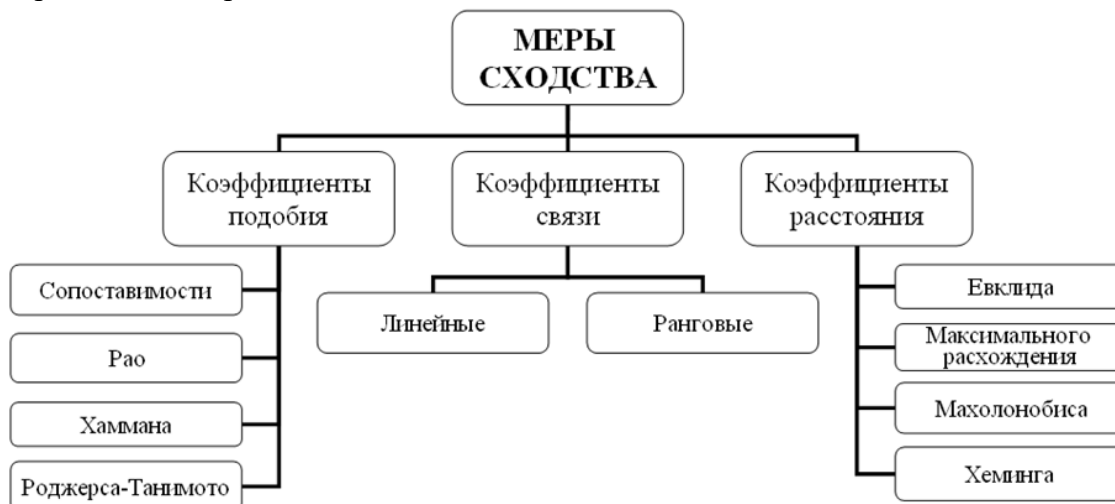 МЕРЫ
СХОДСТВА
Коэффициенты
подобия
Коэффициенты
связи
Коэффициенты
расстояния
Сопоставимости
Рао
Хаммана
Роджерса-Танимото
Линейные
Ранговые
Евклида
Максимального
расхождения
Махолонобиса
Хеминга